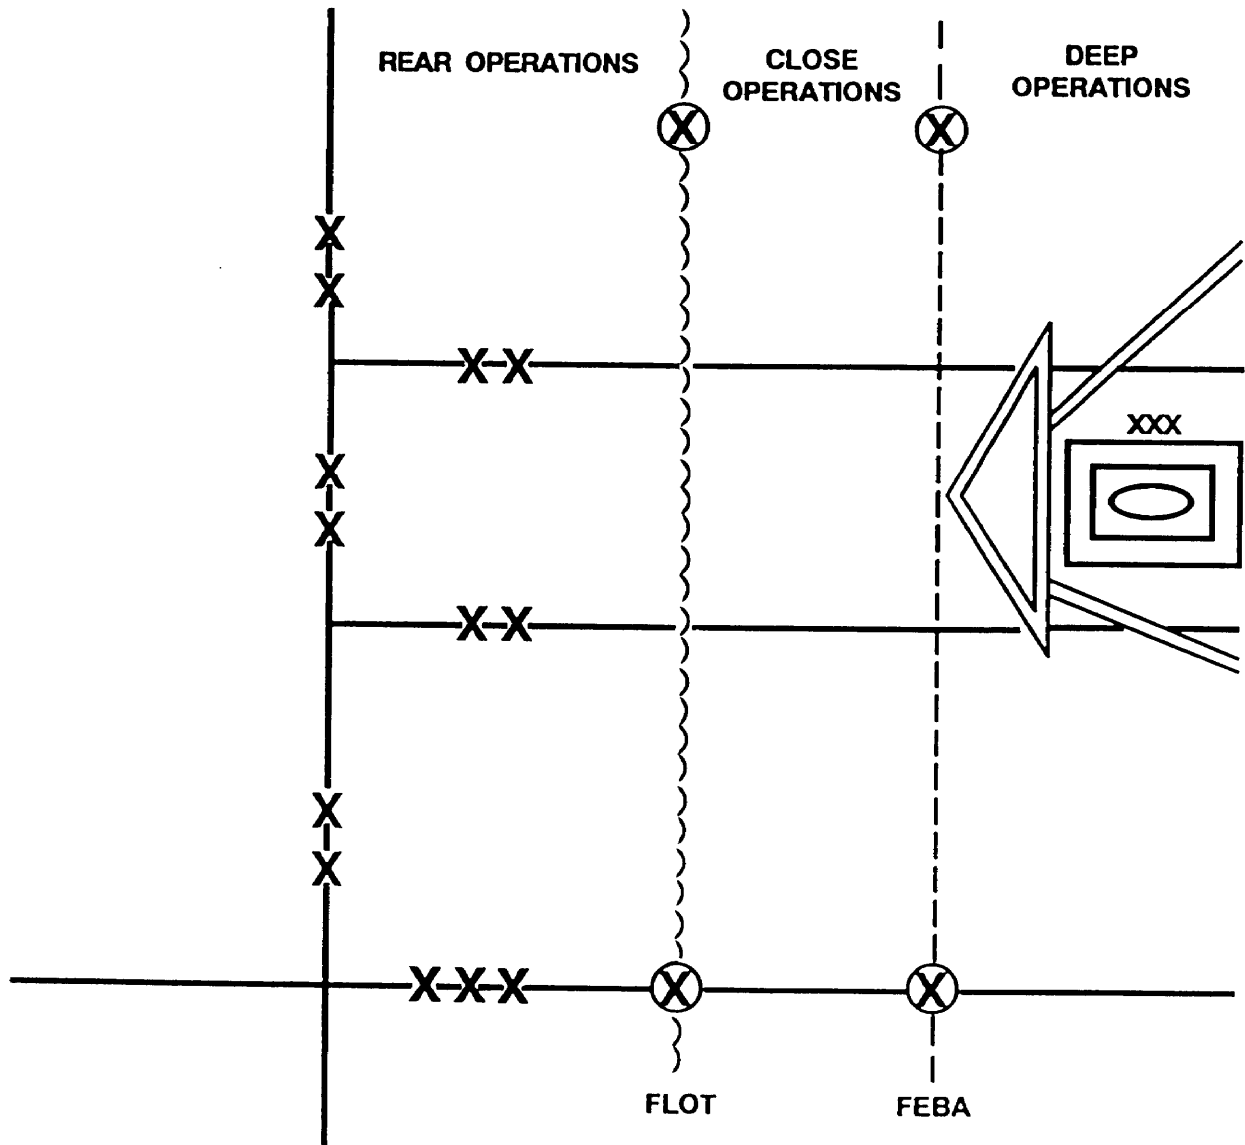 REAR OPERATIONS
CLOSE
OPERATIONS
DEEP
OPERATIONS
X
X
X
X
X X
XXX
X
X
X X
X
X
X X X
X
X
FLOT
FEBA